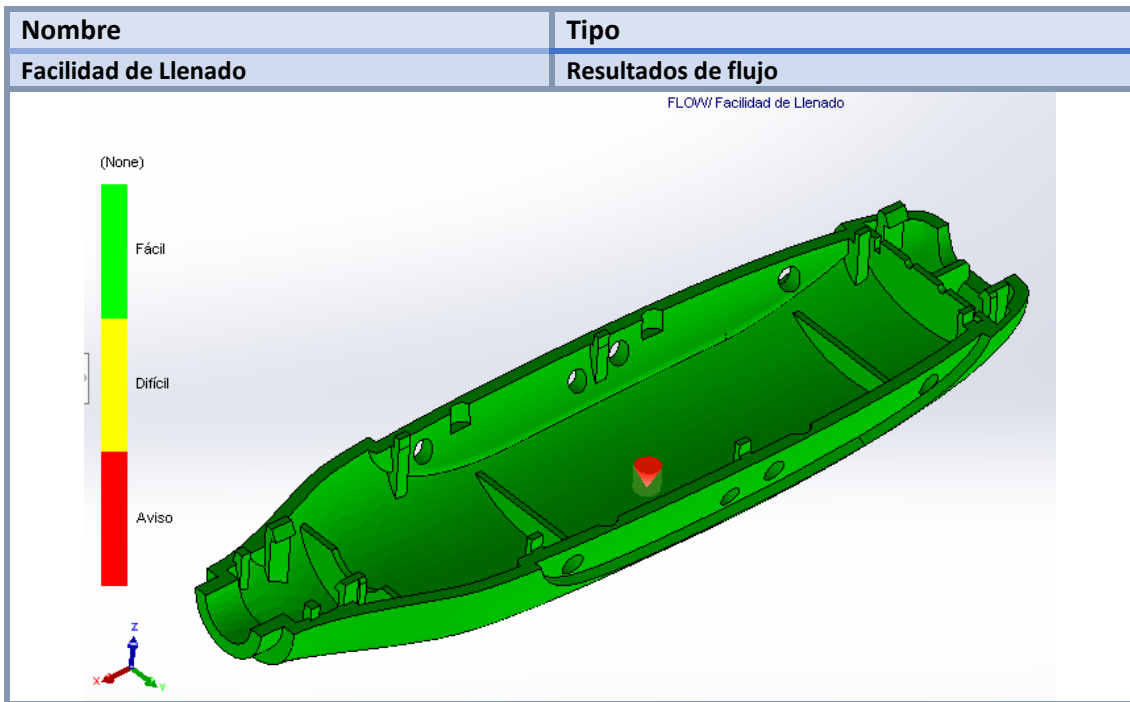 Nombre Tipo
Facilidad de Llenado Resultados de flujo
FLOW/ Facilidad de Llenado
(None)
Fácil
Difícil
Aviso
Z
X Y